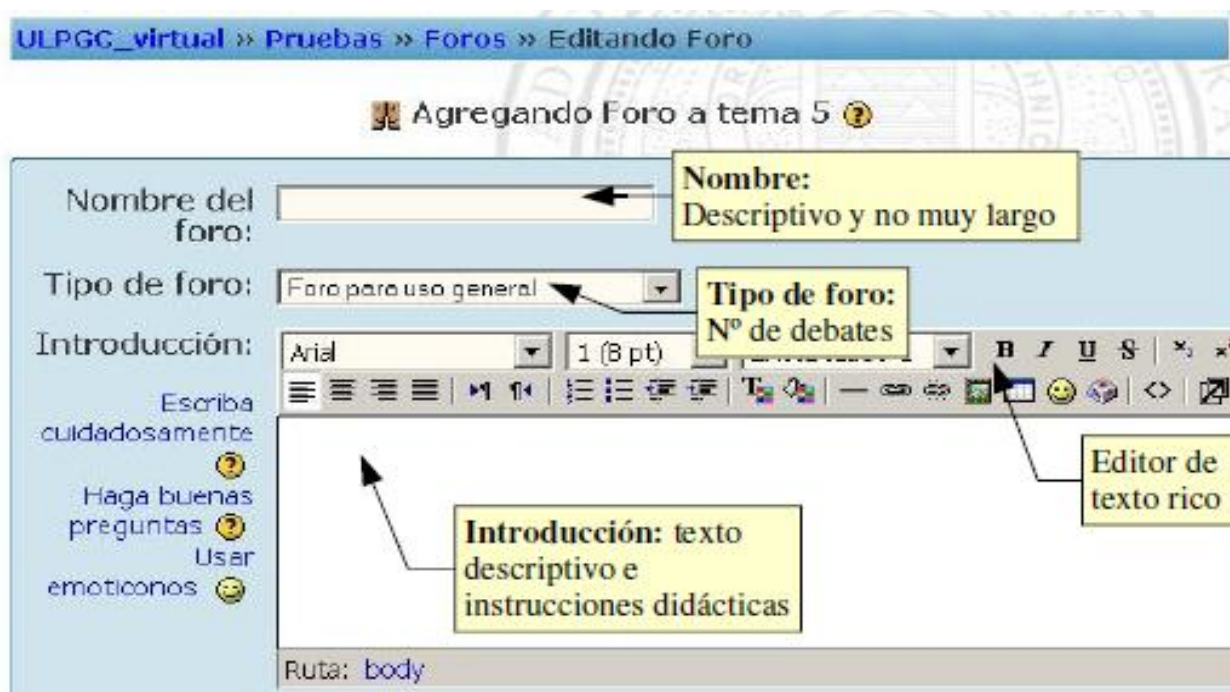 ULPGC_virtual » Pruebas » Foros » Editando Foro
Agregando Foro a tema 5
Nombre del
foro:
Nombre:
Descriptivo y no muy largo
Tipo de foro:
Foro para uso general
Tipo de foro:
Nº de debates
Introducción:
Arial
1 (8 pt)
B I U S
Escriba
cuidadosamente
Haga buenas
preguntas
Usar
emoticonos
Editor de
texto rico
Introducción: texto
descriptivo e
instrucciones didácticas
Ruta: body